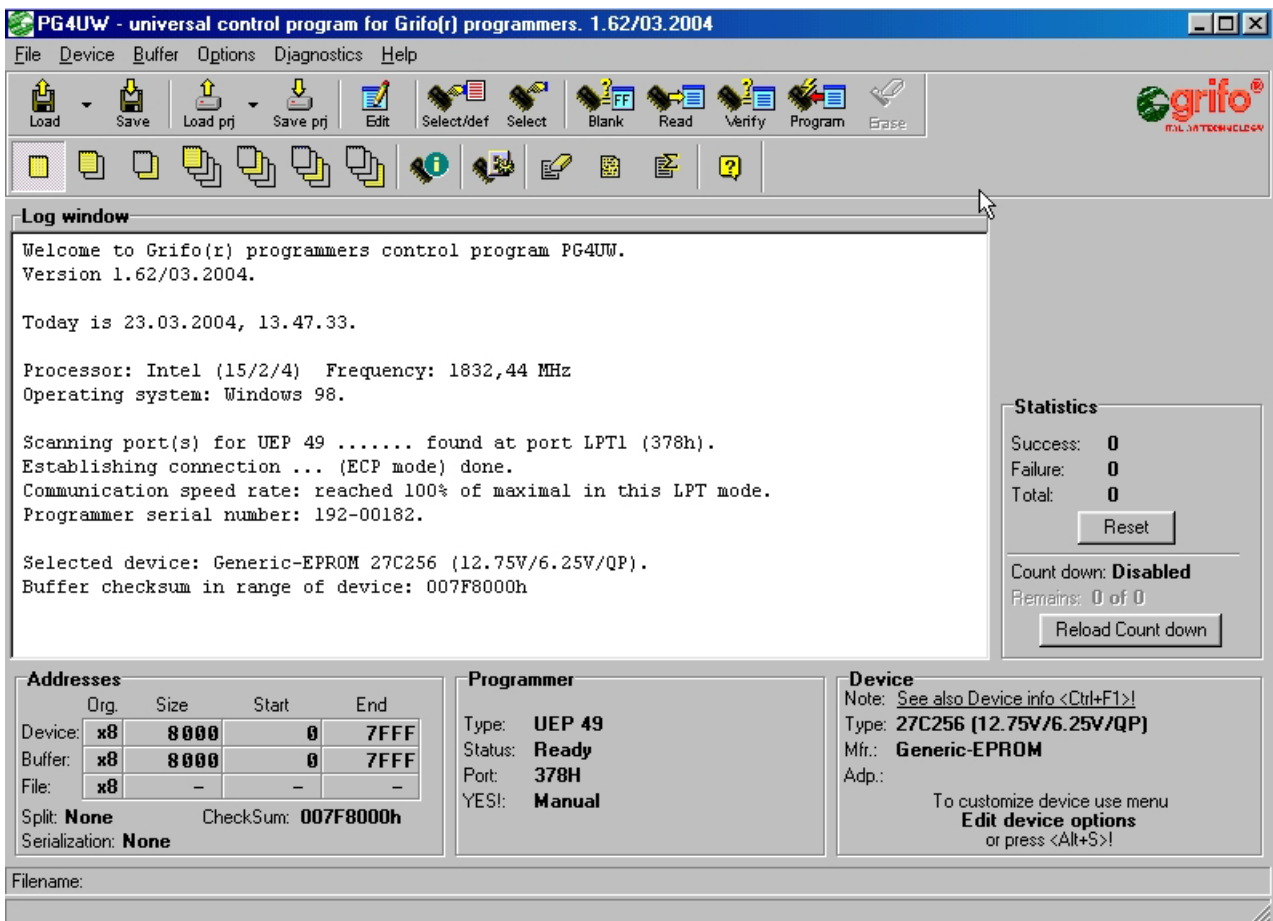 PG4UW - universal control program for Grifo(r) programmers. 1.62/03.2004
File Device Buffer Options Diagnostics Help
Load Save Load prj Save prj Edit Select/def Select Blank Read Verify Program Erase
FF
grifo®
ITALIAN TECHNOLOGY
Log window
Welcome to Grifo(r) programmers control program PG4UW.
Version 1.62/03.2004.
Today is 23.03.2004, 13.47.33.
Processor: Intel (15/2/4) Frequency: 1832,44 MHz
Operating system: Windows 98.
Scanning port(s) for UEP 49 ....... found at port LPT1 (378h).
Establishing connection ... (ECP mode) done.
Communication speed rate: reached 100% of maximal in this LPT mode.
Programmer serial number: 192-00182.
Selected device: Generic-EPROM 27C256 (12.75V/6.25V/QP).
Buffer checksum in range of device: 007F8000h
Statistics
Success: 0
Failure: 0
Total: 0
Reset
Count down: Disabled
Remains: 0 of 0
Reload Count down
Addresses
Org. Size Start End
Device: x8 8000 0 7FFF
Buffer: x8 8000 0 7FFF
File: x8 - - -
Split: None CheckSum: 007F8000h
Serialization: None
Programmer
Type: UEP 49
Status: Ready
Port: 378H
YES!: Manual
Device
Note: See also Device info <Ctrl+F1>!
Type: 27C256 (12.75V/6.25V/QP)
Mfr.: Generic-EPROM
Adp.:
To customize device use menu
Edit device options
or press <Alt+S>!
Filename: